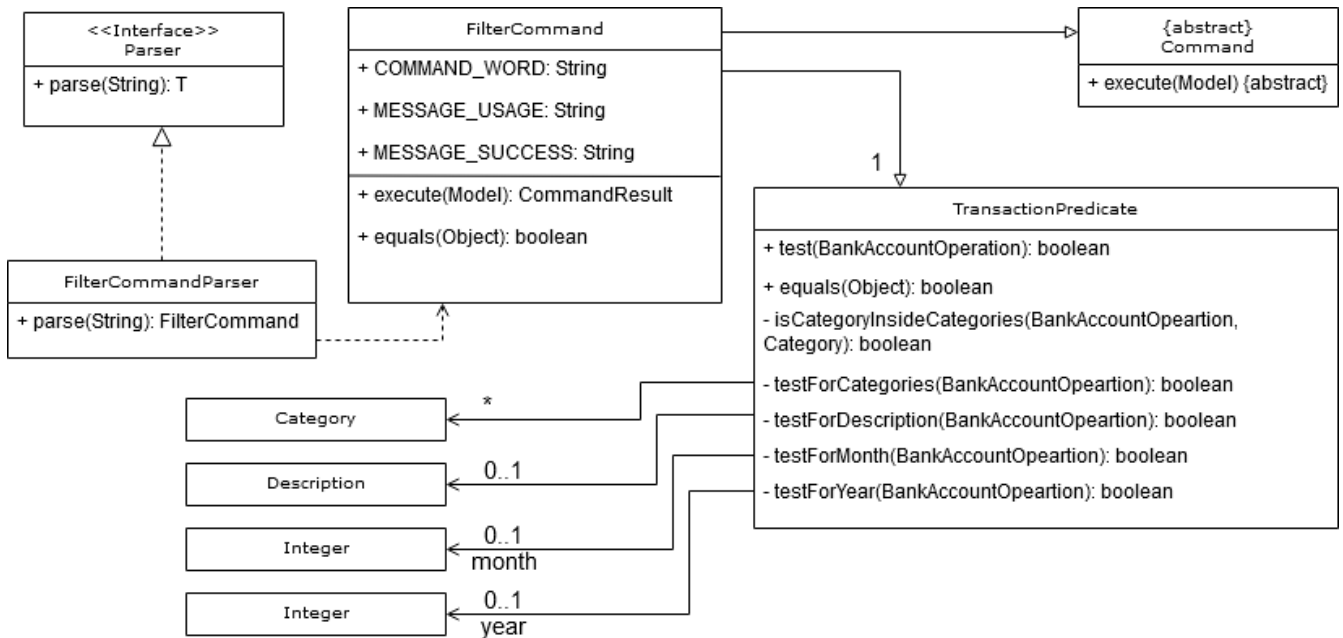 <<Interface>>
Parser
+ parse(String): T
FilterCommand
+ COMMAND_WORD: String
+ MESSAGE_USAGE: String
+ MESSAGE_SUCCESS: String
+ execute(Model): CommandResult
+ equals(Object): boolean
{abstract}
Command
+ execute(Model) {abstract}
1
FilterCommandParser
+ parse(String): FilterCommand
TransactionPredicate
+ test(BankAccountOperation): boolean
+ equals(Object): boolean
- isCategoryInsideCategories(BankAccountOpeartion,
Category): boolean
- testForCategories(BankAccountOpeartion): boolean
- testForDescription(BankAccountOpeartion): boolean
- testForMonth(BankAccountOpeartion): boolean
- testForYear(BankAccountOpeartion): boolean
Category
*
Description
0..1
Integer
0..1
month
Integer
0..1
year